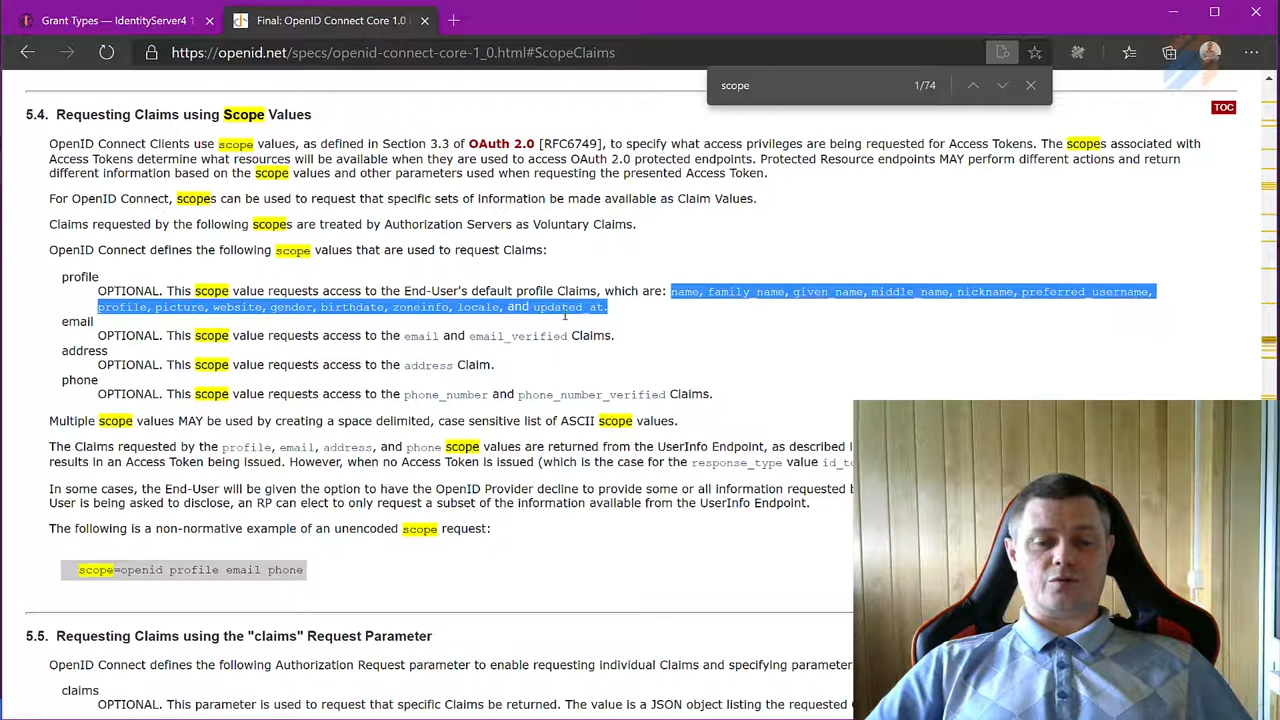 Grant Types — IdentityServer4 1
Final: OpenID Connect Core 1.0
https://openid.net/specs/openid-connect-core-1_0.html#ScopeClaims
scope
1/74
TOC
5.4. Requesting Claims using Scope Values
OpenID Connect Clients use scope values, as defined in Section 3.3 of OAuth 2.0 [RFC6749], to specify what access privileges are being requested for Access Tokens. The scopes associated with
Access Tokens determine what resources will be available when they are used to access OAuth 2.0 protected endpoints. Protected Resource endpoints MAY perform different actions and return
different information based on the scope values and other parameters used when requesting the presented Access Token.
For OpenID Connect, scopes can be used to request that specific sets of information be made available as Claim Values.
Claims requested by the following scopes are treated by Authorization Servers as Voluntary Claims.
OpenID Connect defines the following scope values that are used to request Claims:
profile
OPTIONAL. This scope value requests access to the End-User's default profile Claims, which are: name, family_name, given_name, middle_name, nickname, preferred_username,
profile, picture, website, gender, birthdate, zoneinfo, locale, and updated_at.
email
OPTIONAL. This scope value requests access to the email and email_verified Claims.
address
OPTIONAL. This scope value requests access to the address Claim.
phone
OPTIONAL. This scope value requests access to the phone_number and phone_number_verified Claims.
Multiple scope values MAY be used by creating a space delimited, case sensitive list of ASCII scope values.
The Claims requested by the profile, email, address, and phone scope values are returned from the UserInfo Endpoint, as described i
results in an Access Token being issued. However, when no Access Token is issued (which is the case for the response_type value id_to
In some cases, the End-User will be given the option to have the OpenID Provider decline to provide some or all information requested b
User is being asked to disclose, an RP can elect to only request a subset of the information available from the UserInfo Endpoint.
The following is a non-normative example of an unencoded scope request:
scope=openid profile email phone
5.5. Requesting Claims using the "claims" Request Parameter
OpenID Connect defines the following Authorization Request parameter to enable requesting individual Claims and specifying parameter
claims
OPTIONAL. This parameter is used to request that specific Claims be returned. The value is a JSON object listing the requested